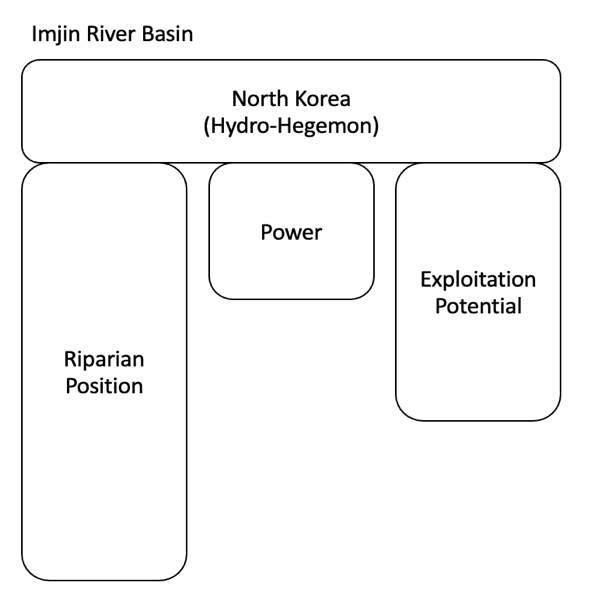 Imjin River Basin
North Korea
(Hydro-Hegemon)
Power
Exploitation
Potential
Riparian
Position